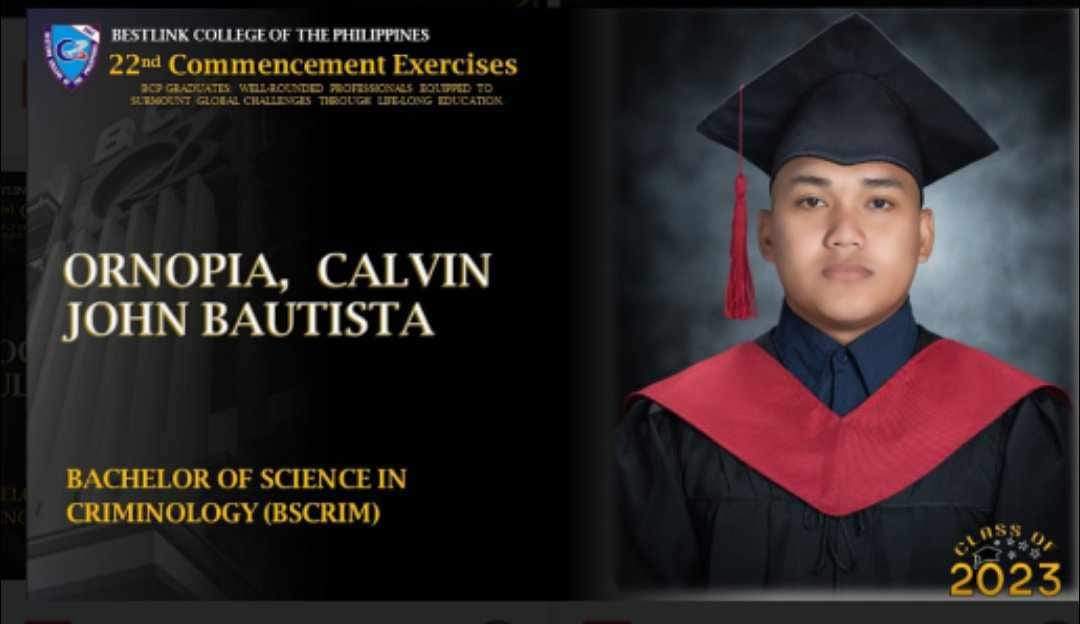 BESTLINK COLLEGE OF THE PHILIPPINES
22nd Commencement Exercises
BCP GRADUATES: WELL-ROUNDED PROFESSIONALS EQUIPPED TO
SURMOUNT GLOBAL CHALLENGES THROUGH LIFE-LONG EDUCATION.
ORNOPIA, CALVIN
JOHN BAUTISTA
BACHELOR OF SCIENCE IN
CRIMINOLOGY (BSCRIM)
CLASS OF
2023